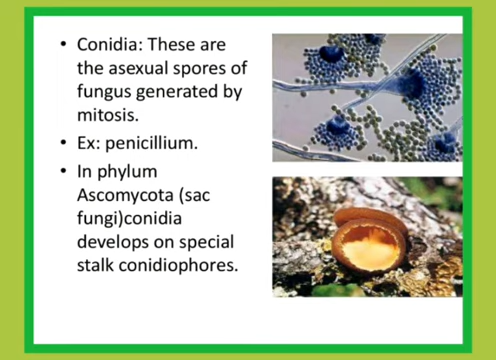 • Conidia: These are
the asexual spores of
fungus generated by
mitosis.
• Ex: penicillium.
• In phylum
Ascomycota (sac
fungi)conidia
develops on special
stalk conidiophores.